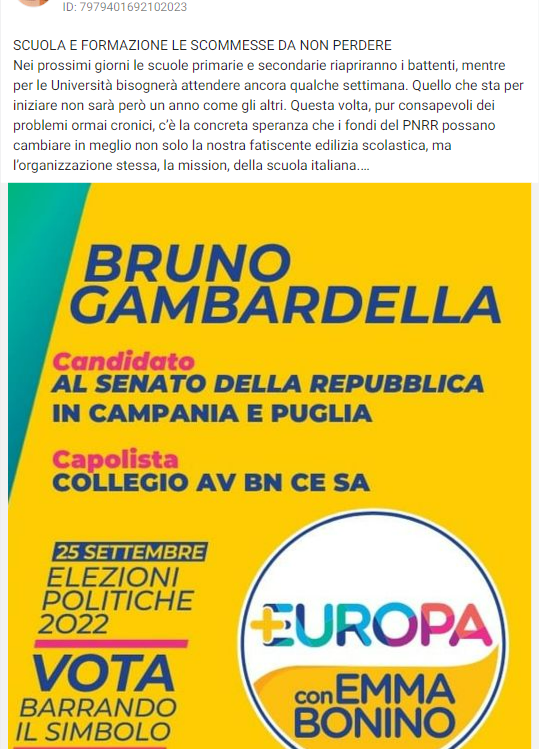 ID: 7979401692102023
SCUOLA E FORMAZIONE LE SCOMMESSE DA NON PERDERE
Nei prossimi giorni le scuole primarie e secondarie riapriranno i battenti, mentre
per le Università bisognerà attendere ancora qualche settimana. Quello che sta per
iniziare non sarà però un anno come gli altri. Questa volta, pur consapevoli dei
problemi ormai cronici, c’è la concreta speranza che i fondi del PNRR possano
cambiare in meglio non solo la nostra fatiscente edilizia scolastica, ma
l’organizzazione stessa, la mission, della scuola italiana....
BRUNO
GAMBARDELLA
Candidato
AL SENATO DELLA REPUBBLICA
IN CAMPANIA E PUGLIA
Capolista
COLLEGIO AV BN CE SA
25 SETTEMBRE
ELEZIONI
POLITICHE
2022
VOTA
BARRANDO
IL SIMBOLO
+EUROPA
con EMMA
BONINO